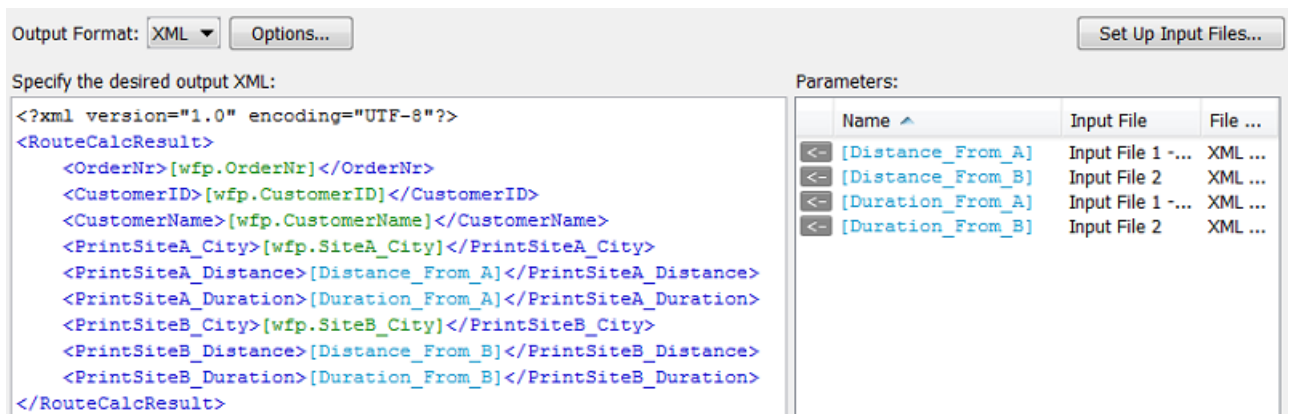 Output Format: XML Options... Set Up Input Files...
Specify the desired output XML:
<?xml version="1.0" encoding="UTF-8"?>
<RouteCalcResult>
<OrderNr>[wfp.OrderNr]</OrderNr>
<CustomerID>[wfp.CustomerID]</CustomerID>
<CustomerName>[wfp.CustomerName]</CustomerName>
<PrintSiteA_City>[wfp.SiteA_City]</PrintSiteA_City>
<PrintSiteA_Distance>[Distance_From_A]</PrintSiteA_Distance>
<PrintSiteA_Duration>[Duration_From_A]</PrintSiteA_Duration>
<PrintSiteB_City>[wfp.SiteB_City]</PrintSiteB_City>
<PrintSiteB_Distance>[Distance_From_B]</PrintSiteB_Distance>
<PrintSiteB_Duration>[Duration_From_B]</PrintSiteB_Duration>
</RouteCalcResult>
Parameters:
Name Input File File ...
<- [Distance_From_A] Input File 1 -... XML ...
<- [Distance_From_B] Input File 2 XML ...
<- [Duration_From_A] Input File 1 -... XML ...
<- [Duration_From_B] Input File 2 XML ...